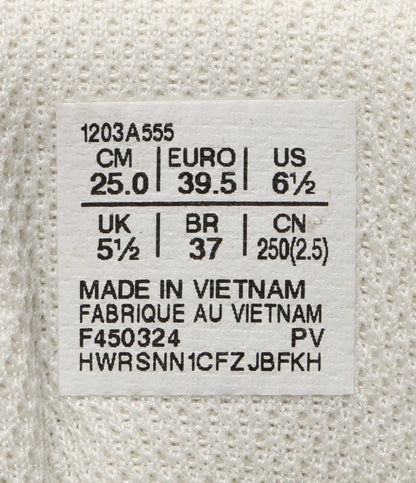 1203A555
CM | EURO | US
25.0 | 39.5 | 6½
UK | BR | CN
5½ | 37 | 250(2.5)
MADE IN VIETNAM
FABRIQUE AU VIETNAM
F450324 PV
HWRSNN1CFZJBFKH